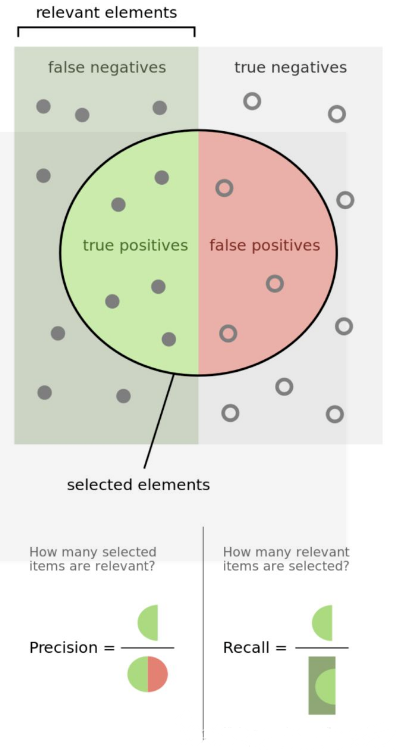 relevant elements
false negatives
true negatives
true positives
false positives
selected elements
How many selected
items are relevant?
How many relevant
items are selected?
Precision =
Recall =